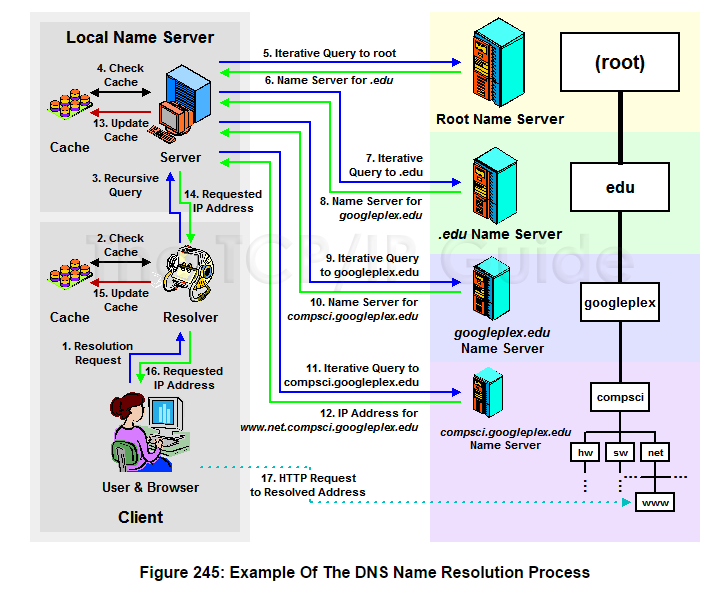 Local Name Server
4. Check
Cache
13. Update
Cache
Cache
Server
3. Recursive
Query
14. Requested
IP Address
2. Check
Cache
15. Update
Cache
Cache
Resolver
1. Resolution
Request
16. Requested
IP Address
User & Browser
Client
5. Iterative Query to root
6. Name Server for .edu
7. Iterative
Query to .edu
8. Name Server for
googleplex.edu
9. Iterative Query
to googleplex.edu
10. Name Server for
compsci.googleplex.edu
11. Iterative Query to
compsci.googleplex.edu
12. IP Address for
www.net.compsci.googleplex.edu
17. HTTP Request
to Resolved Address
Root Name Server
.edu Name Server
googleplex.edu
Name Server
compsci.googleplex.edu
Name Server
(root)
edu
googleplex
compsci
hw
sw
net
www
The TCP/IP Guide
Figure 245: Example Of The DNS Name Resolution Process